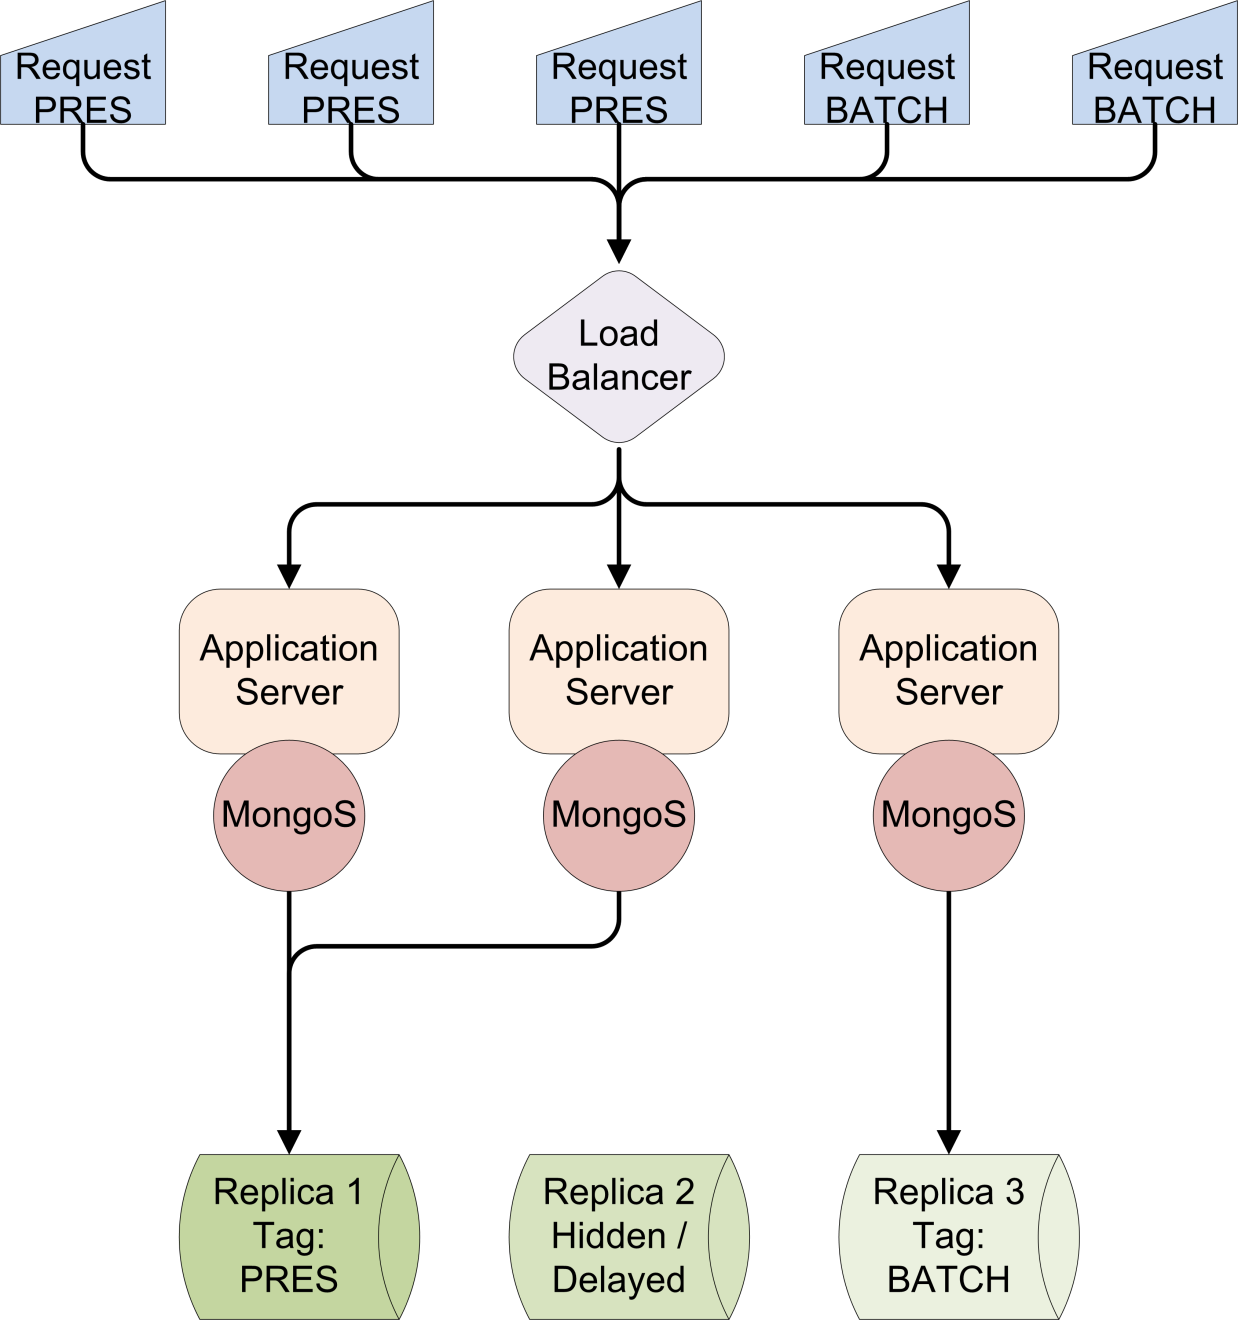 Request
PRES
Request
PRES
Request
PRES
Request
BATCH
Request
BATCH
Load
Balancer
Application
Server
Application
Server
Application
Server
MongoS
MongoS
MongoS
Replica 1
Tag:
PRES
Replica 2
Hidden /
Delayed
Replica 3
Tag:
BATCH